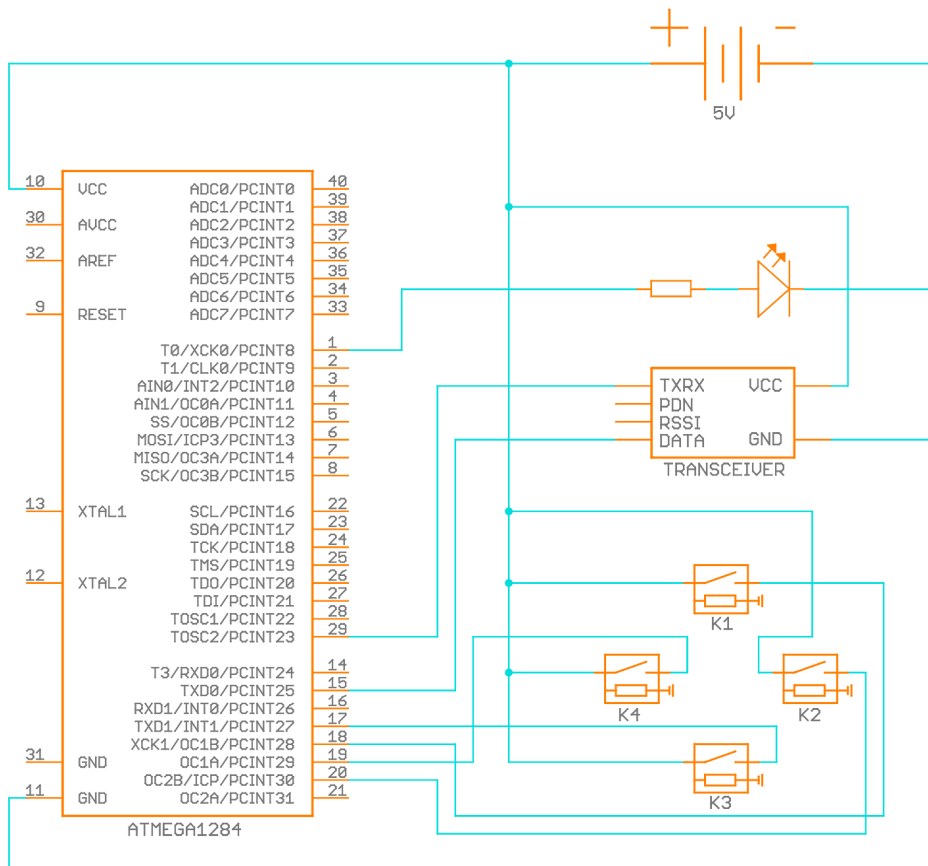 + -
5V
10 VCC ADC0/PCINT0 40
ADC1/PCINT1 39
30 AVCC ADC2/PCINT2 38
ADC3/PCINT3 37
32 AREF ADC4/PCINT4 36
ADC5/PCINT5 35
ADC6/PCINT6 34
9 RESET ADC7/PCINT7 33
T0/XCK0/PCINT8 1
T1/CLK0/PCINT9 2
AIN0/INT2/PCINT10 3
AIN1/OC0A/PCINT11 4
SS/OC0B/PCINT12 5
MOSI/ICP3/PCINT13 6
MISO/OC3A/PCINT14 7
SCK/OC3B/PCINT15 8
TXRX VCC
PDN
RSSI
DATA GND
TRANSCEIVER
13 XTAL1 SCL/PCINT16 22
SDA/PCINT17 23
TCK/PCINT18 24
TMS/PCINT19 25
12 XTAL2 TDO/PCINT20 26
TDI/PCINT21 27
TOSC1/PCINT22 28
TOSC2/PCINT23 29
K1
T3/RXD0/PCINT24 14
TXD0/PCINT25 15
RXD1/INT0/PCINT26 16
TXD1/INT1/PCINT27 17
XCK1/OC1B/PCINT28 18
31 GND OC1A/PCINT29 19
OC2B/ICP/PCINT30 20
11 GND OC2A/PCINT31 21
K4 K2
K3
ATMEGA1284